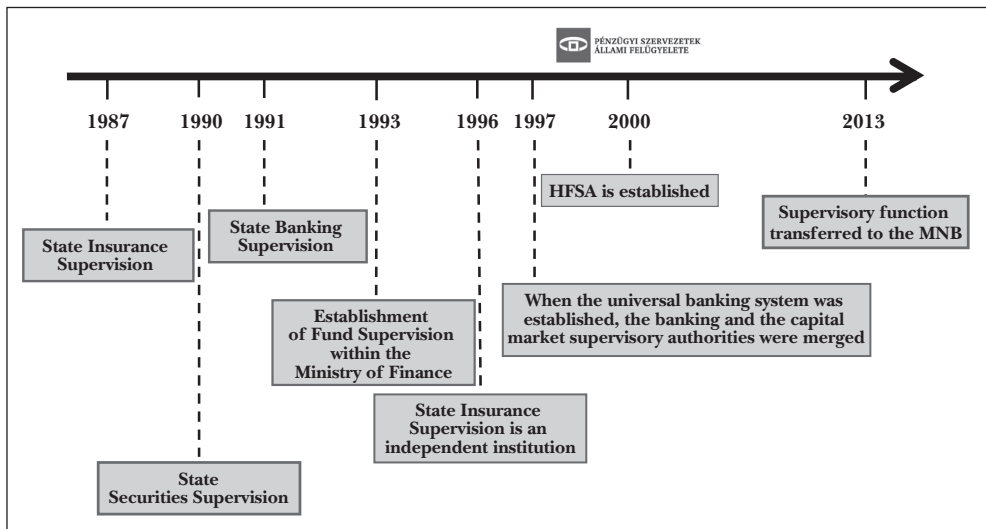 PÉNZÜGYI SZERVEZETEK
ÁLLAMI FELÜGYELETE
1987
1990
1991
1993
1996
1997
2000
2013
HFSA is established
State Insurance
Supervision
State Banking
Supervision
Supervisory function
transferred to the MNB
Establishment
of Fund Supervision
within the
Ministry of Finance
When the universal banking system was
established, the banking and the capital
market supervisory authorities were merged
State Insurance
Supervision is an
independent institution
State
Securities Supervision